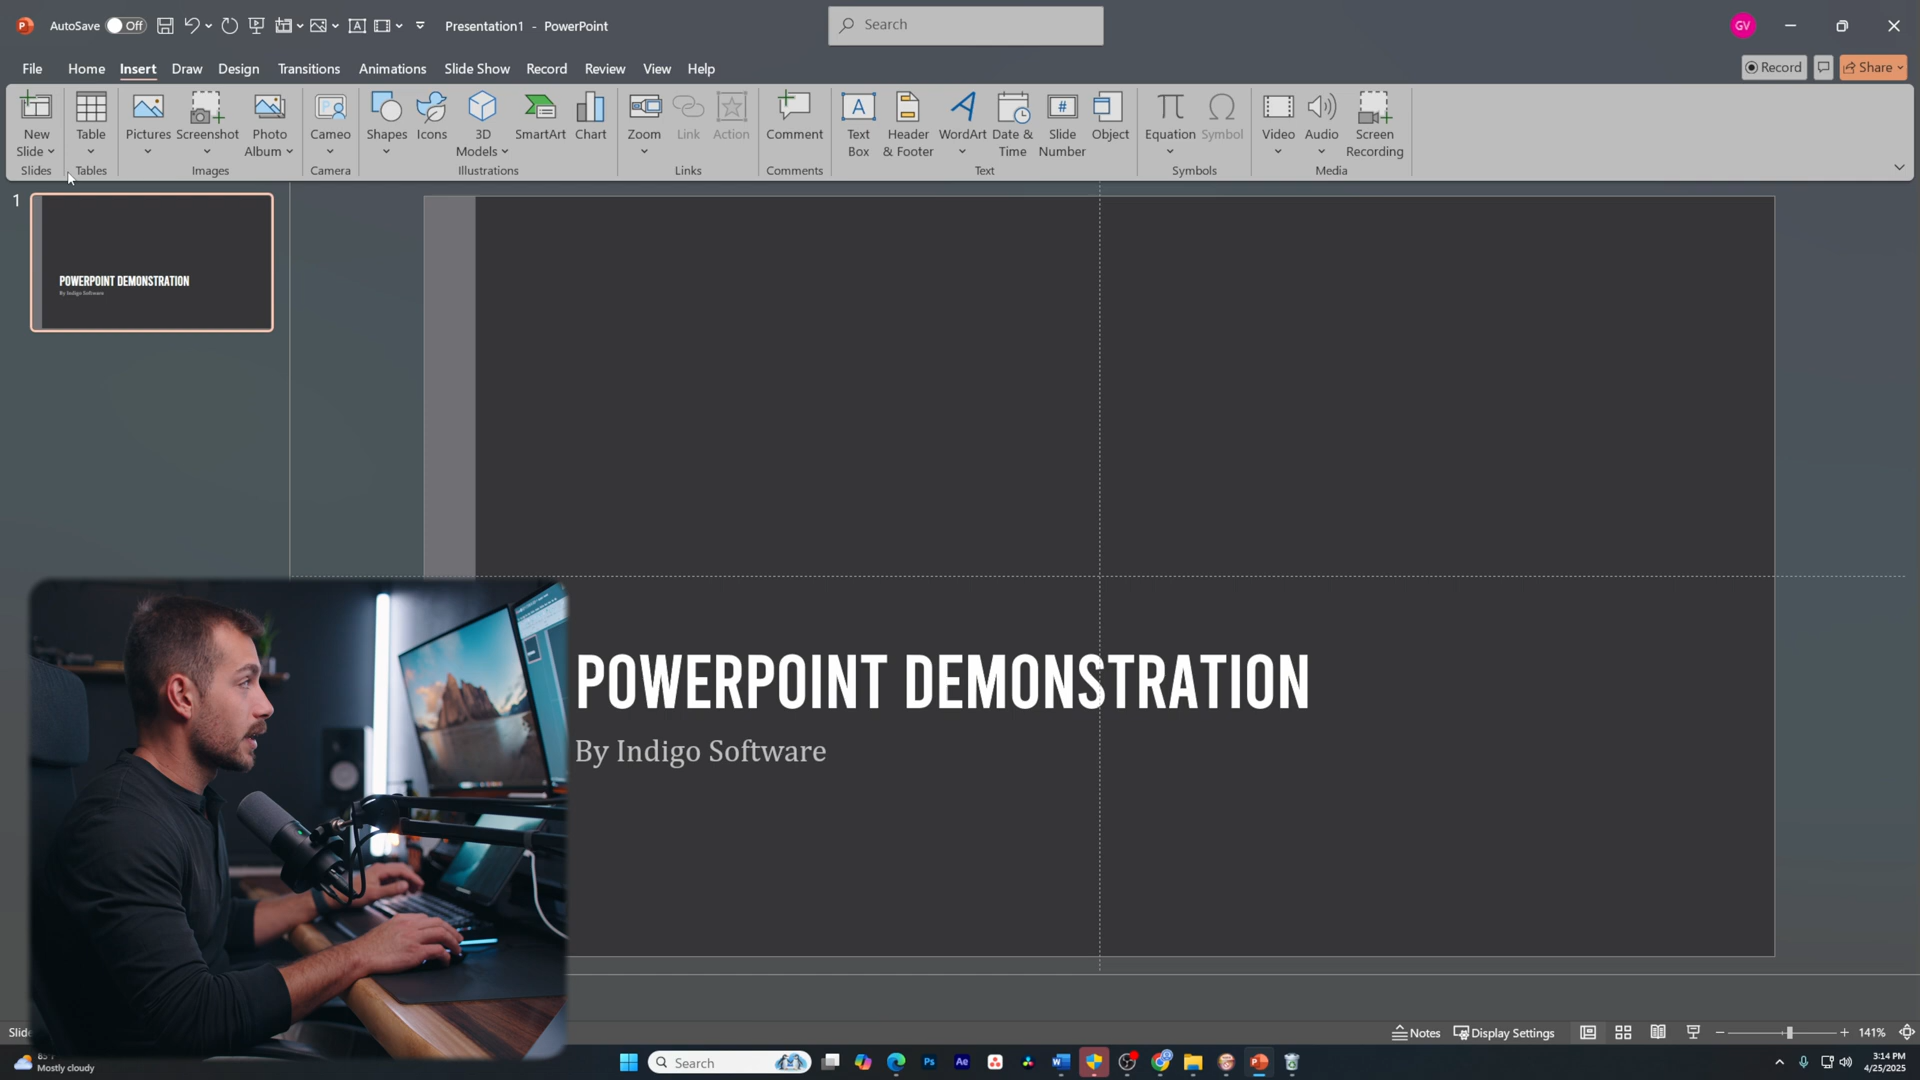 AutoSave Off Presentation1 - PowerPoint Search GV
File Home Insert Draw Design Transitions Animations Slide Show Record Review View Help Record Share
New Slide Table Pictures Screenshot Photo Album Cameo Shapes Icons 3D Models SmartArt Chart Zoom Link Action Comment Text Box Header & Footer WordArt Date & Time Slide Number Object Equation Symbol Video Audio Screen Recording
Slides Tables Images Camera Illustrations Links Comments Text Symbols Media
1
POWERPOINT DEMONSTRATION
By Indigo Software
POWERPOINT DEMONSTRATION
By Indigo Software
Notes Display Settings 141%
Mostly cloudy
Search
3:14 PM
4/25/2025